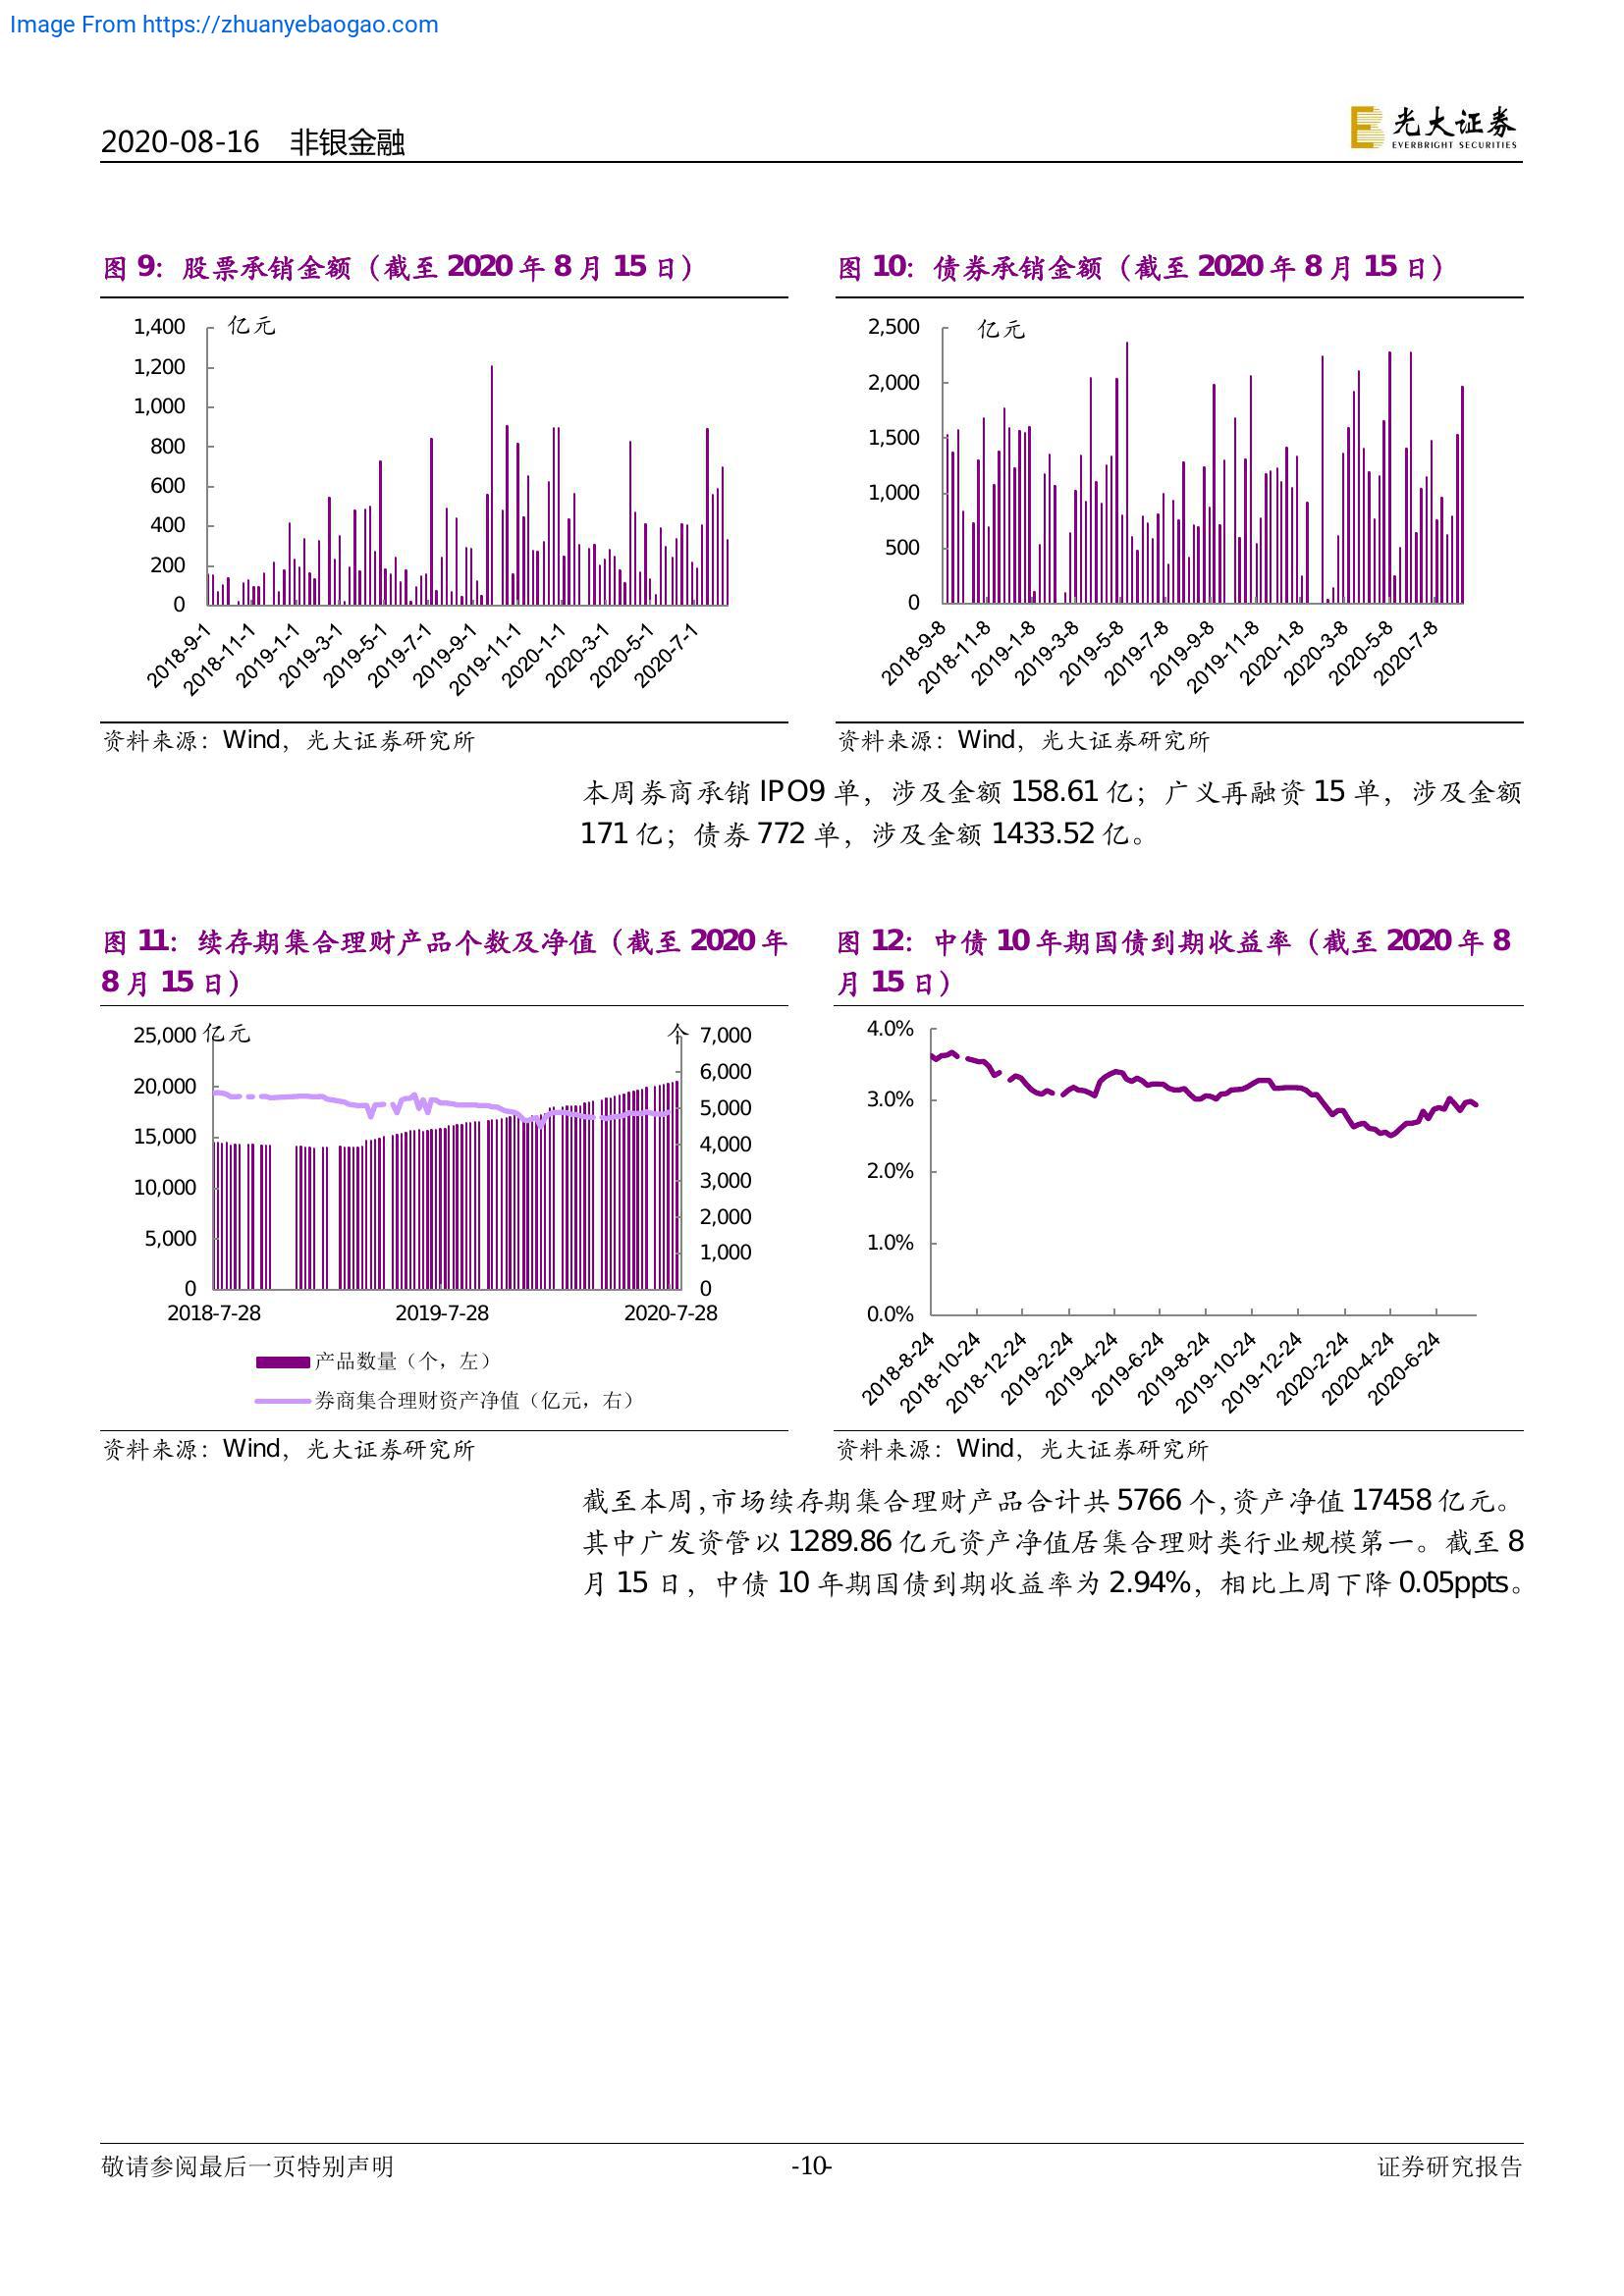 Image From https://zhuanyebaogao.com
2020-08-16 非银金融
光大证券
EVERBRIGHT SECURITIES
图 9：股票承销金额（截至 2020 年 8 月 15 日）
亿元
1,400
1,200
1,000
800
600
400
200
0
2018-9-1
2018-11-1
2019-1-1
2019-3-1
2019-5-1
2019-7-1
2019-9-1
2019-11-1
2020-1-1
2020-3-1
2020-5-1
2020-7-1
资料来源：Wind，光大证券研究所
图 10：债券承销金额（截至 2020 年 8 月 15 日）
亿元
2,500
2,000
1,500
1,000
500
0
2018-9-8
2018-11-8
2019-1-8
2019-3-8
2019-5-8
2019-7-8
2019-9-8
2019-11-8
2020-1-8
2020-3-8
2020-5-8
2020-7-8
资料来源：Wind，光大证券研究所
本周券商承销 IPO9 单，涉及金额 158.61 亿；广义再融资 15 单，涉及金额
171 亿；债券 772 单，涉及金额 1433.52 亿。
图 11：续存期集合理财产品个数及净值（截至 2020 年
8 月 15 日）
25,000 亿元
20,000
15,000
10,000
5,000
0
个 7,000
6,000
5,000
4,000
3,000
2,000
1,000
0
2018-7-28
2019-7-28
2020-7-28
产品数量（个，左）
券商集合理财资产净值（亿元，右）
资料来源：Wind，光大证券研究所
图 12：中债 10 年期国债到期收益率（截至 2020 年 8
月 15 日）
4.0%
3.0%
2.0%
1.0%
0.0%
2018-8-24
2018-10-24
2018-12-24
2019-2-24
2019-4-24
2019-6-24
2019-8-24
2019-10-24
2019-12-24
2020-2-24
2020-4-24
2020-6-24
资料来源：Wind，光大证券研究所
截至本周，市场续存期集合理财产品合计共 5766 个，资产净值 17458 亿元。
其中广发资管以 1289.86 亿元资产净值居集合理财类行业规模第一。截至 8
月 15 日，中债 10 年期国债到期收益率为 2.94%，相比上周下降 0.05ppts。
敬请参阅最后一页特别声明
-10-
证券研究报告